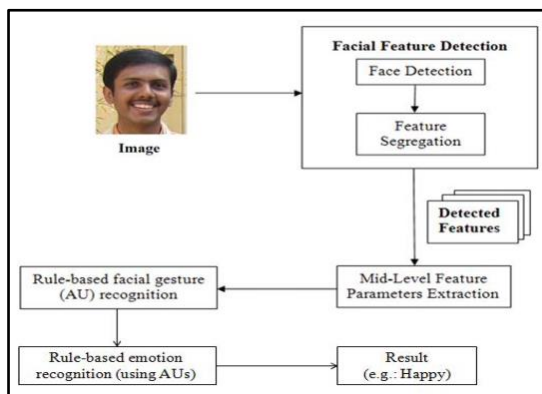 Facial Feature Detection
Face Detection
Feature
Segregation
Image
Detected
Features
Mid-Level Feature
Parameters Extraction
Rule-based facial gesture
(AU) recognition
Rule-based emotion
recognition (using AUs)
Result
(e.g.: Happy)